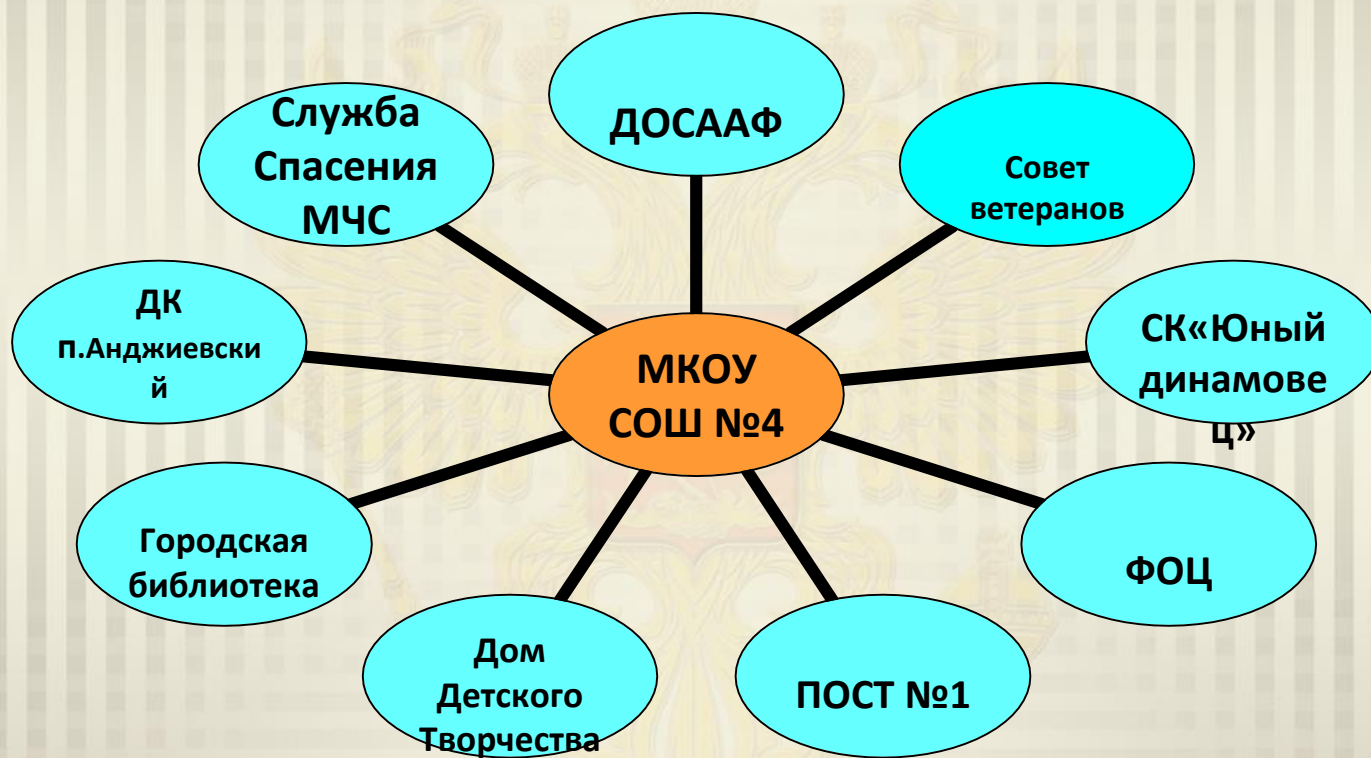 ДОСААФ
Служба
Спасения
МЧС
Совет
ветеранов
ДК
п.Анджиевски
й
СК«Юный
динамове
ц»
МКОУ
СОШ №4
Городская
библиотека
ФОЦ
Дом
Детского
Творчества
ПОСТ №1